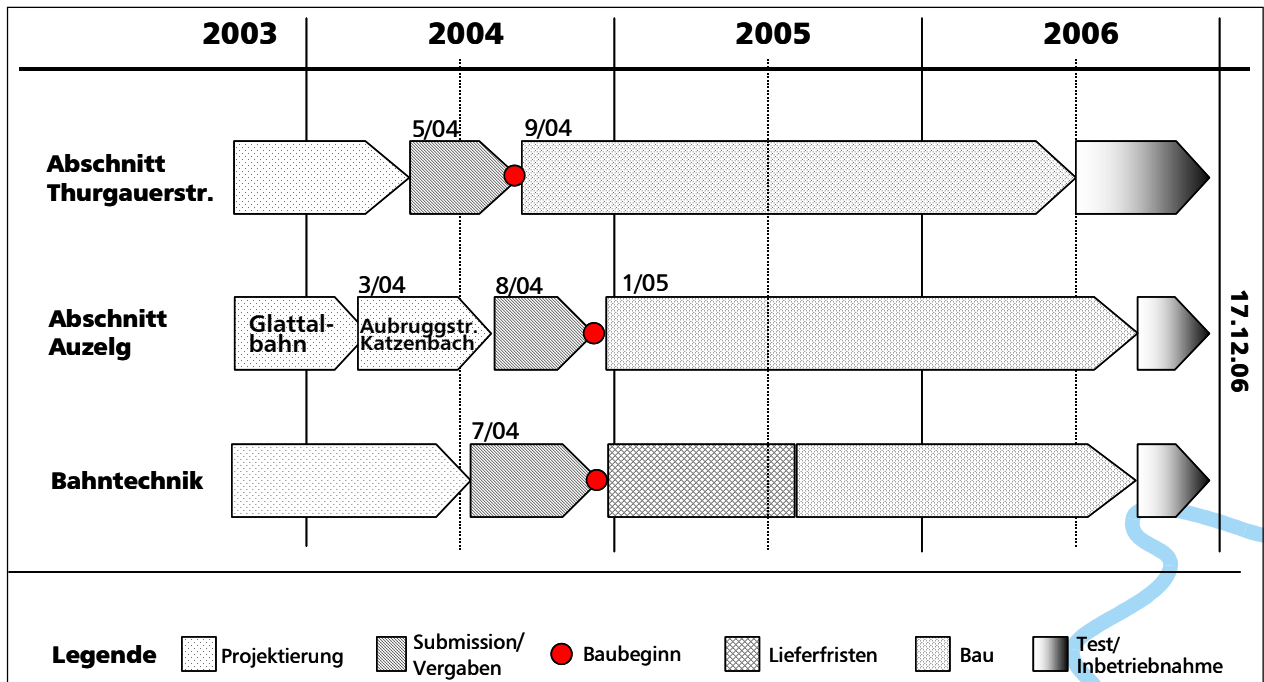 2003 2004 2005 2006
5/04 9/04
Abschnitt
Thurgauerstr.
3/04 8/04 1/05
Abschnitt
Auzelg
Glattal-
bahn
Aubruggstr.
Katzenbach
17.12.06
7/04
Bahntechnik
Legende
Projektierung
Submission/
Vergaben
Baubeginn
Lieferfristen
Bau
Test/
Inbetriebnahme